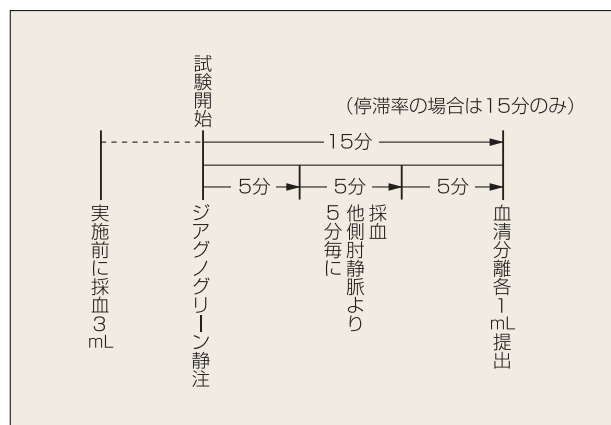 試験開始
（停滞率の場合は15分のみ）
15分
5分
5分
5分
実施前に採血3mL
ジアグノグリーン静注
5分毎に
他側肘静脈より
採血
血清分離各1mL提出